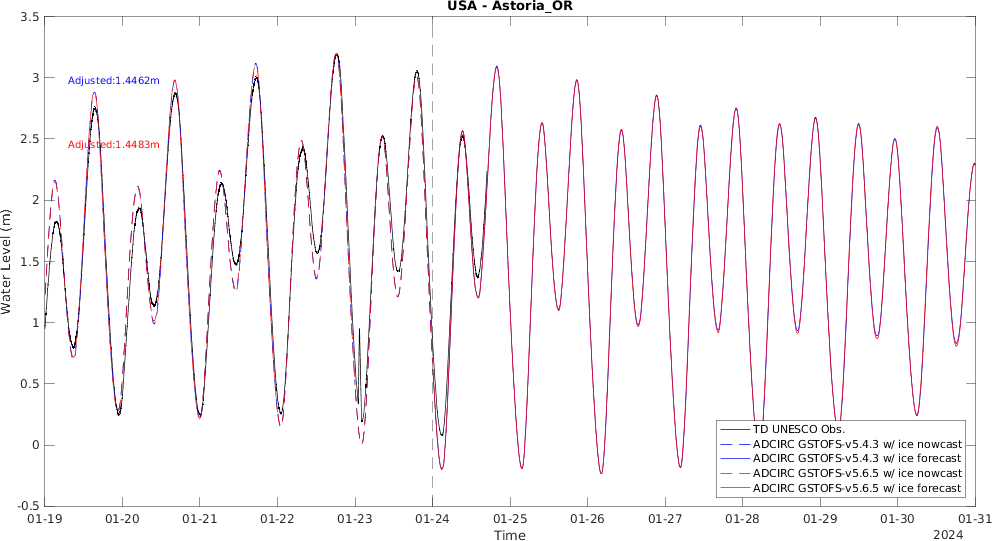 USA - Astoria_OR
3.5
3
2.5
2
1.5
1
0.5
0
-0.5
Water Level (m)
Adjusted:1.4462m
Adjusted:1.4483m
TD UNESCO Obs.
ADCIRC GSTOFS-v5.4.3 w/ ice nowcast
ADCIRC GSTOFS-v5.4.3 w/ ice forecast
ADCIRC GSTOFS-v5.6.5 w/ ice nowcast
ADCIRC GSTOFS-v5.6.5 w/ ice forecast
01-19 01-20 01-21 01-22 01-23 01-24 01-25 01-26 01-27 01-28 01-29 01-30 01-31
Time
2024